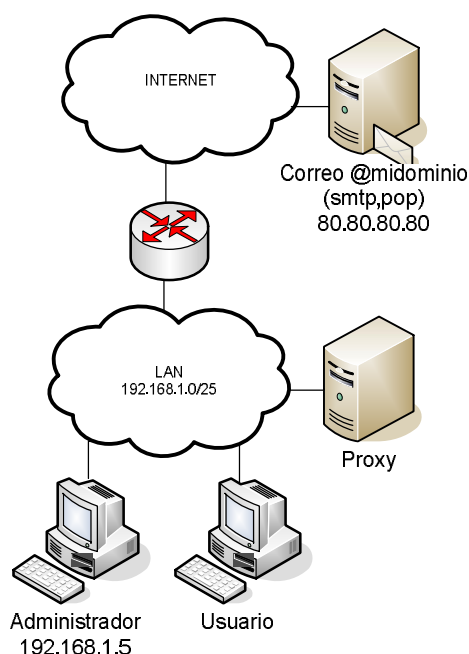 INTERNET
Correo @midominio
(smtp,pop)
80.80.80.80
LAN
192.168.1.0/25
Proxy
Administrador
192.168.1.5
Usuario